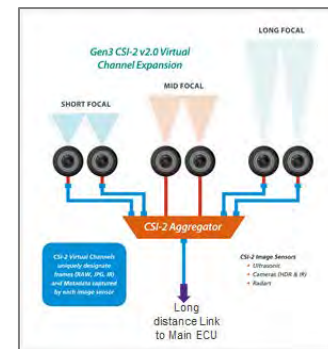 Gen3 CSI-2 v2.0 Virtual
Channel Expansion
LONG FOCAL
MID FOCAL
SHORT FOCAL
CSI-2 Aggregator
CSI-2 Virtual Channels
uniquely designate
frames (RAW, JPG, IR)
and Metadata captured
by each image sensor
CSI-2 Image Sensors
• Ultrasonic
• Cameras (HDR & IR)
• Radart
Long
distance Link
to Main ECU